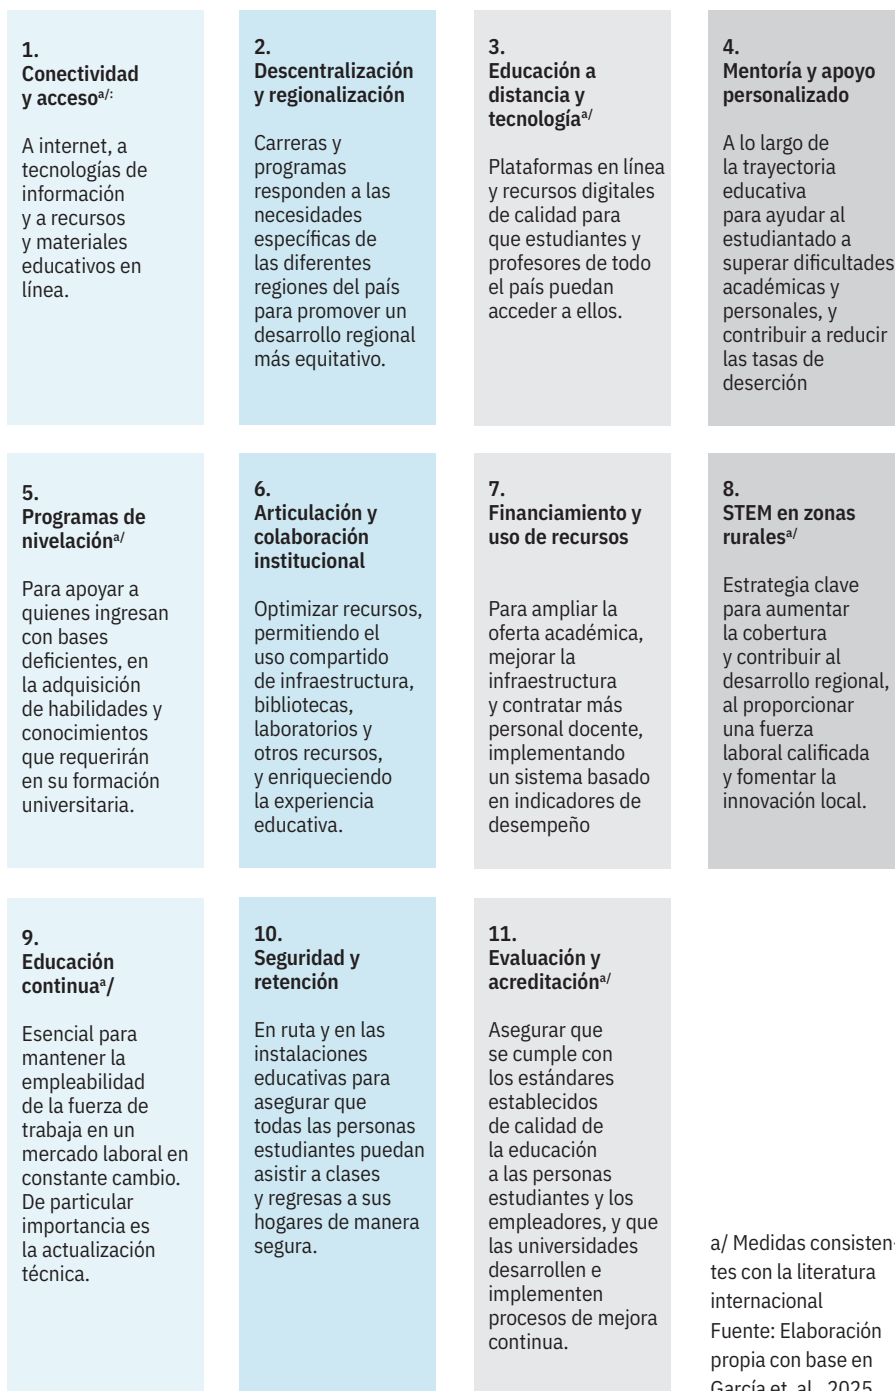 1.
Conectividad
y accesoa/:
A internet, a
tecnologías de
información
y a recursos
y materiales
educativos en
línea.
2.
Descentralización
y regionalización
Carreras y
programas
responden a las
necesidades
específicas de
las diferentes
regiones del país
para promover un
desarrollo regional
más equitativo.
3.
Educación a
distancia y
tecnologíaa/
Plataformas en línea
y recursos digitales
de calidad para
que estudiantes y
profesores de todo
el país puedan
acceder a ellos.
4.
Mentoría y apoyo
personalizado
A lo largo de
la trayectoria
educativa
para ayudar al
estudiantado a
superar dificultades
académicas y
personales, y
contribuir a reducir
las tasas de
deserción
5.
Programas de
nivelacióna/
Para apoyar a
quienes ingresan
con bases
deficientes, en
la adquisición
de habilidades y
conocimientos
que requerirán
en su formación
universitaria.
6.
Articulación y
colaboración
institucional
Optimizar recursos,
permitiendo el
uso compartido
de infraestructura,
bibliotecas,
laboratorios y
otros recursos,
y enriqueciendo
la experiencia
educativa.
7.
Financiamiento y
uso de recursos
Para ampliar la
oferta académica,
mejorar la
infraestructura
y contratar más
personal docente,
implementando
un sistema basado
en indicadores de
desempeño
8.
STEM en zonas
ruralesa/
Estrategia clave
para aumentar
la cobertura
y contribuir al
desarrollo regional,
al proporcionar
una fuerza
laboral calificada
y fomentar la
innovación local.
9.
Educación
continuaa/
Esencial para
mantener la
empleabilidad
de la fuerza de
trabaja en un
mercado laboral en
constante cambio.
De particular
importancia es
la actualización
técnica.
10.
Seguridad y
retención
En ruta y en las
instalaciones
educativas para
asegurar que
todas las personas
estudiantes puedan
asistir a clases
y regresas a sus
hogares de manera
segura.
11.
Evaluación y
acreditacióna/
Asegurar que
se cumple con
los estándares
establecidos
de calidad de
la educación
a las personas
estudiantes y los
empleadores, y que
las universidades
desarrollen e
implementen
procesos de mejora
continua.
a/ Medidas consisten-
tes con la literatura
internacional
Fuente: Elaboración
propia con base en
García et. al., 2025